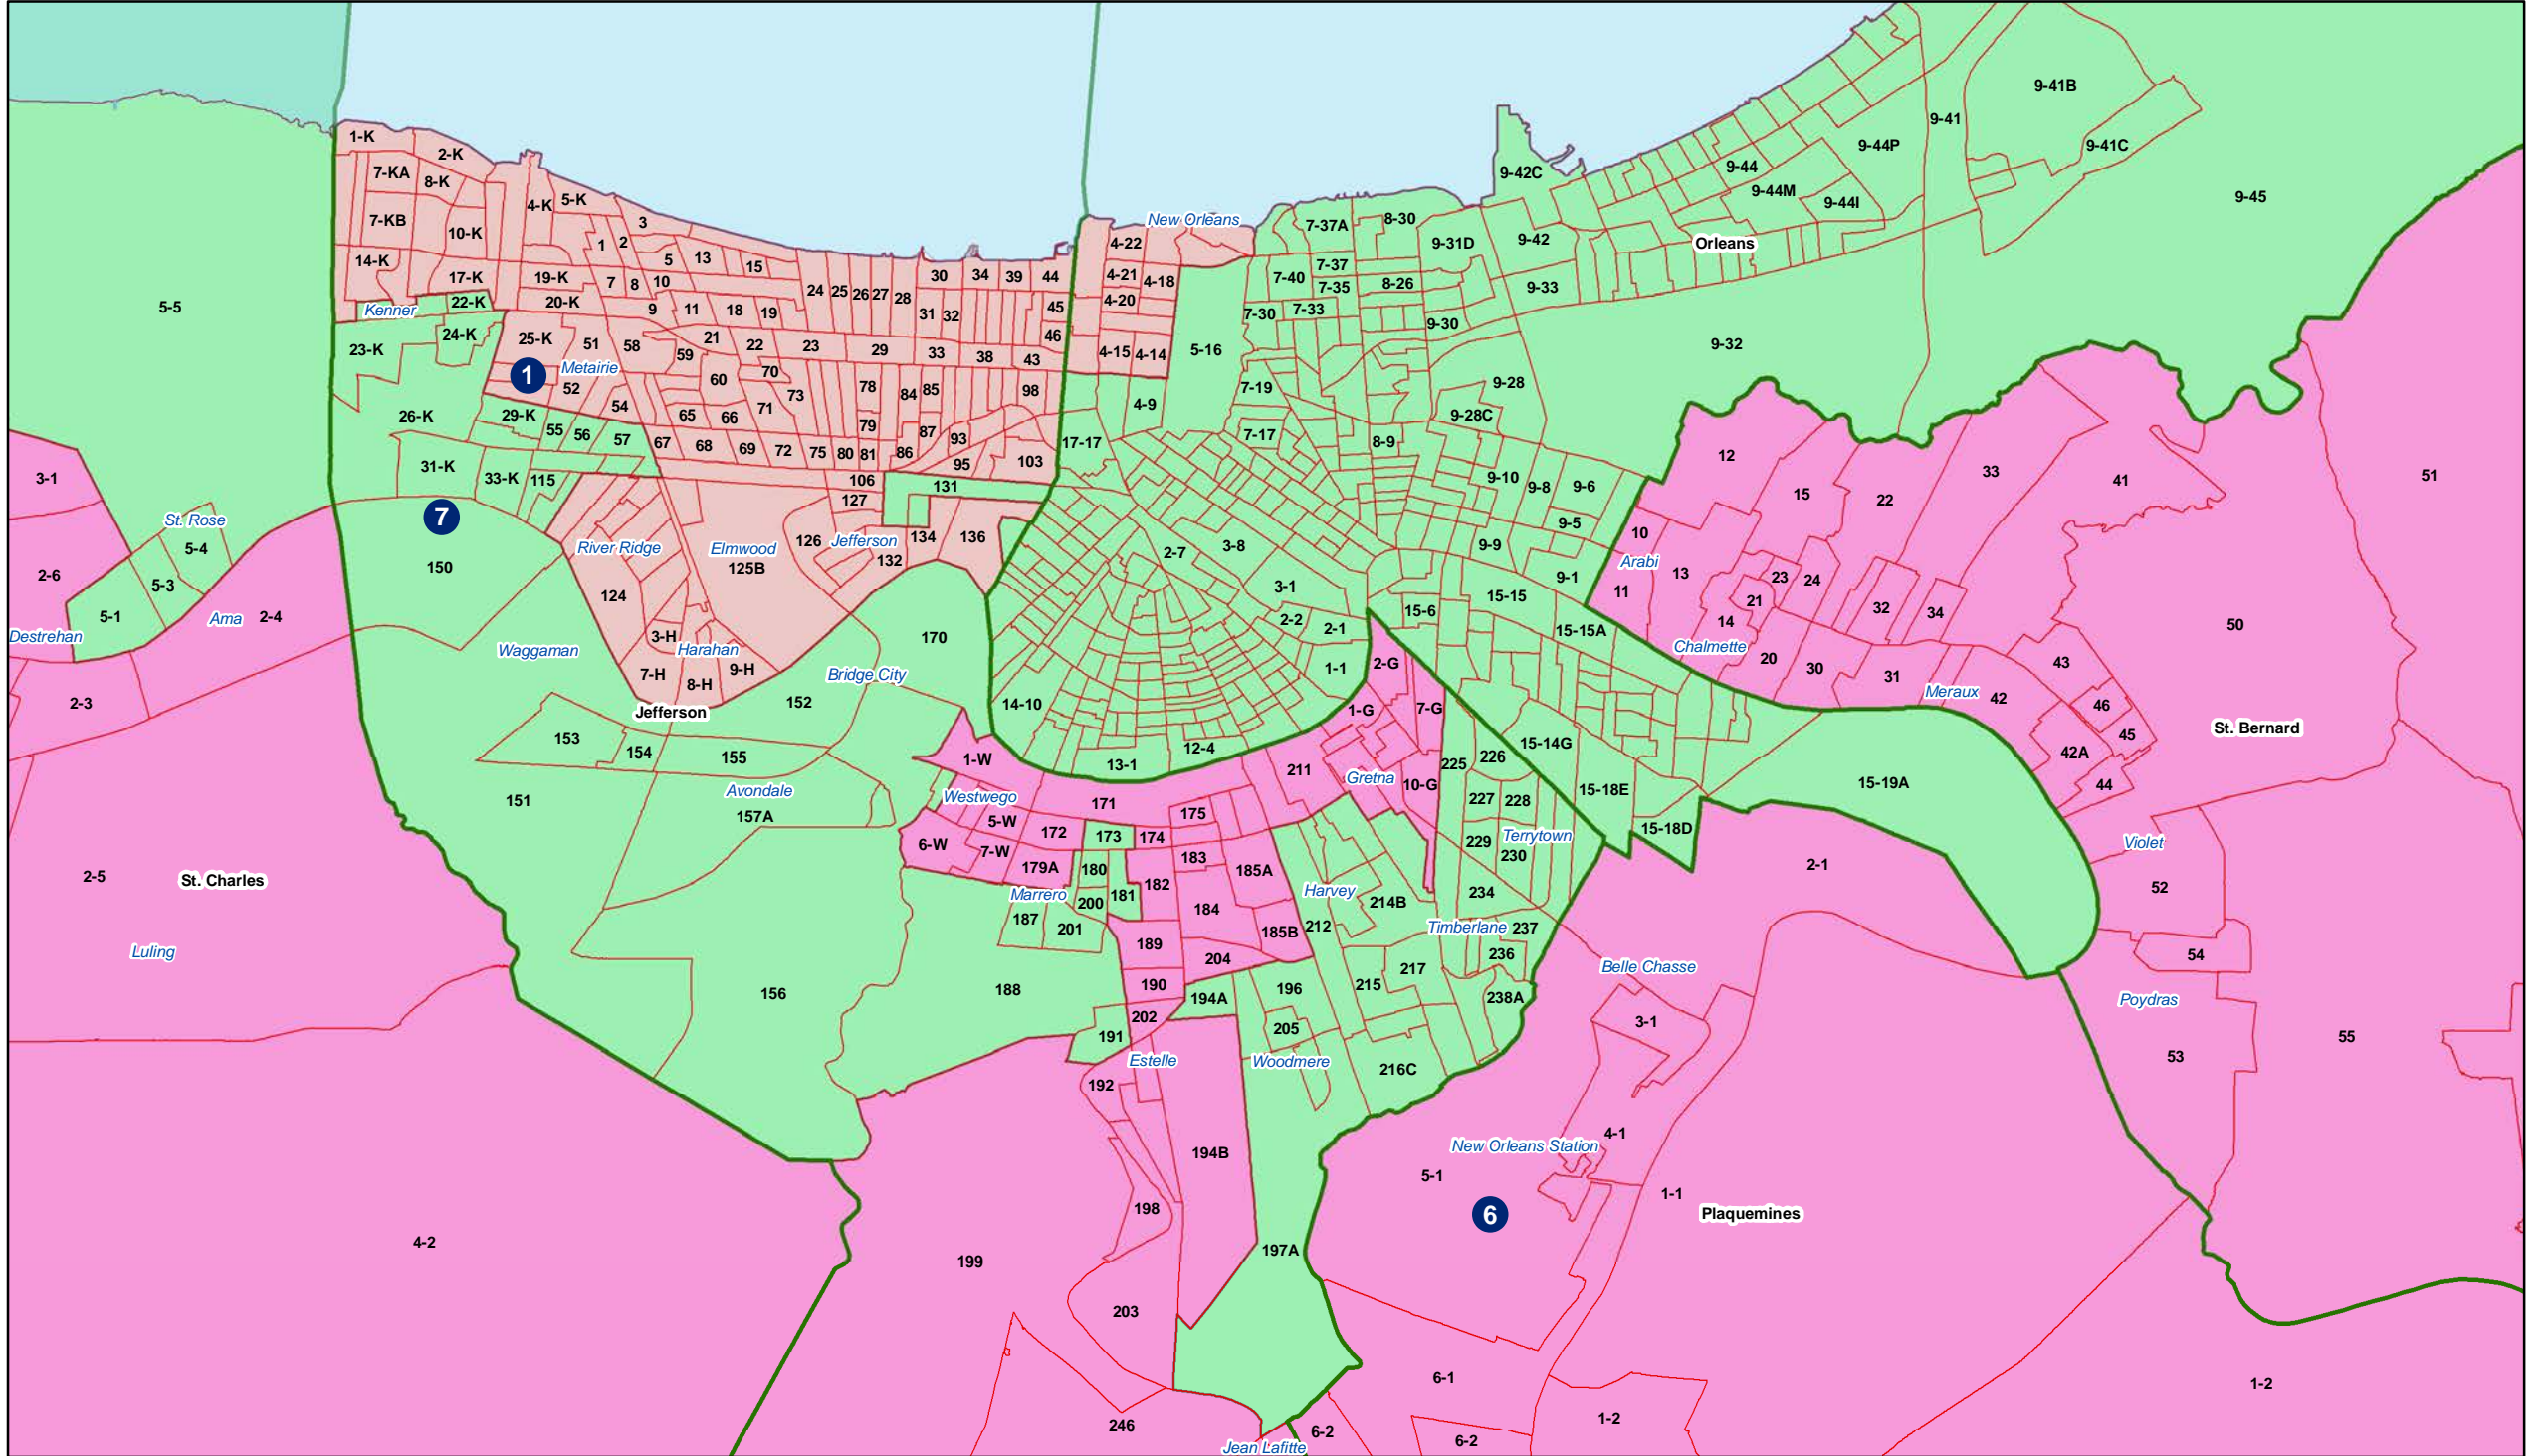 9-41B
9-41
9-41C
1-K
2-K
9-44P
9-42C
9-44
7-KA
8-K
9-44M
9-44I
9-45
4-K
5-K
7-KB
3
New Orleans
7-37A
8-30
10-K
1
2
4-22
9-31D
9-42
Orleans
14-K
5
13
15
7-37
17-K
19-K
7
8
10
30
34
39
44
4-21
4-18
7-40
7-35
8-26
9-33
22-K
20-K
24
25
26
27
28
4-20
5-5
Kenner
9
11
18
19
31
32
45
7-30
7-33
9-30
24-K
25-K
51
58
21
46
23-K
59
22
23
29
33
38
43
4-15
4-14
5-16
9-32
1
Metairie
52
60
70
73
78
84
85
98
7-19
9-28
54
71
4-9
26-K
29-K
65
66
79
9-28C
55
56
57
67
68
69
72
75
80
81
86
87
93
17-17
7-17
8-9
12
31-K
33-K
115
95
103
3-1
106
131
9-10
9-8
9-6
15
22
33
41
51
127
7
St. Rose
9-5
5-4
River Ridge
Elmwood
126
Jefferson
134
136
2-7
3-8
9-9
10
Arabi
150
125B
132
2-6
5-3
3-1
9-1
13
23
24
124
15-15
11
21
32
34
5-1
Ama
2-4
2-2
2-1
15-6
14
50
Destrehan
3-H
170
15-15A
Waggaman
Harahan
Chalmette
20
30
31
43
7-H
8-H
9-H
Bridge City
1-1
2-G
Meraux
42
2-3
152
14-10
1-G
7-G
46
Jefferson
St. Bernard
153
154
155
12-4
15-14G
45
1-W
13-1
211
225
226
42A
Gretna
10-G
44
151
Avondale
Westwego
171
227
228
15-18E
15-19A
157A
5-W
172
173
174
175
15-18D
6-W
7-W
229
Terrytown
Violet
179A
180
183
185A
230
2-1
2-5
St. Charles
Marrero
181
182
Harvey
234
52
187
200
184
214B
201
185B
212
Timberlane
237
Luling
189
204
236
54
190
217
Belle Chasse
156
188
194A
196
215
238A
Poydras
202
205
3-1
191
55
Estelle
Woodmere
53
192
216C
4-1
New Orleans Station
194B
5-1
1-1
198
6
Plaquemines
4-2
199
197A
203
6-1
1-2
246
6-2
6-2
1-2
Jean Lafitte